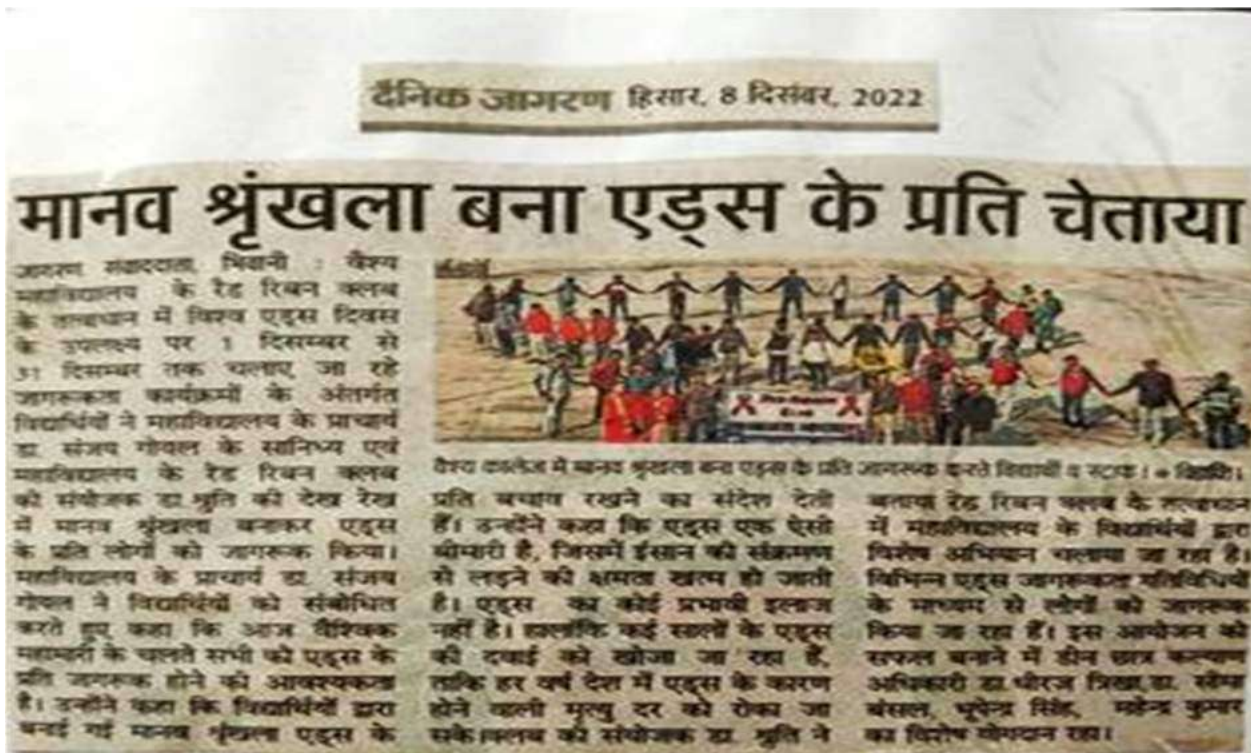 दैनिक जागरण हिसार, 8 दिसंबर, 2022
मानव श्रृंखला बना एड्स के प्रति चेताया
जागरण संवाददाता, भिवानी : वैश्य
महाविद्यालय के रैड रिबन क्लब
के तत्वाधान में विश्व एड्स दिवस
के उपलक्ष्य पर 1 दिसम्बर से
31 दिसम्बर तक चलाए जा रहे
जागरूकता कार्यक्रमों के अंतर्गत
विद्यार्थियों ने महाविद्यालय के प्राचार्य
डा. संजय गोयल के सानिध्य एवं
महाविद्यालय के रेड रिबन क्लब
की संयोजक डा. श्रुति की देख रेख
में मानव श्रृंखला बनाकर एड्स
के प्रति लोगों को जागरूक किया।
महाविद्यालय के प्राचार्य डा. संजय
गोयल ने विद्यार्थियों को संबोधित
करते हुए कहा कि आज वैश्विक
महामारी के चलते सभी को एड्स के
प्रति जागरूक होने की आवश्यकता
है। उन्होंने कहा कि विद्यार्थियों द्वारा
बनाई गई मानव श्रृंखला एड्स के
वैश्य कालेज में मानव श्रृंखला बना एड्स के प्रति जागरूक करते विद्यार्थी व स्टाफ। ● विज्ञप्ति।
प्रति बचाव रखने का संदेश देती
हैं। उन्होंने कहा कि एड्स एक ऐसी
बीमारी है, जिसमें इंसान की संक्रमण
से लड़ने की क्षमता खत्म हो जाती
है। एड्स का कोई प्रभावी इलाज
नहीं है। हालांकि कई सालों के एड्स
की दवाई को खोजा जा रहा है,
ताकि हर वर्ष देश में एड्स के कारण
होने वाली मृत्यु दर को रोका जा
सके।क्लब की संयोजक डा. श्रुति ने
बताया रेड रिबन क्लब के तत्वाधान
में महाविद्यालय के विद्यार्थियों द्वारा
विशेष अभियान चलाया जा रहा है।
विभिन्न एड्स जागरूकता गतिविधियों
के माध्यम से लोगों को जागरूक
किया जा रहा हैं। इस आयोजन को
सफल बनाने में डीन छात्र कल्याण
अधिकारी डा. धीरज त्रिखा, डा.
बंसल, भूपेन्द्र सिंह, महेन्द्र कुमार
का विशेष योगदान रहा।